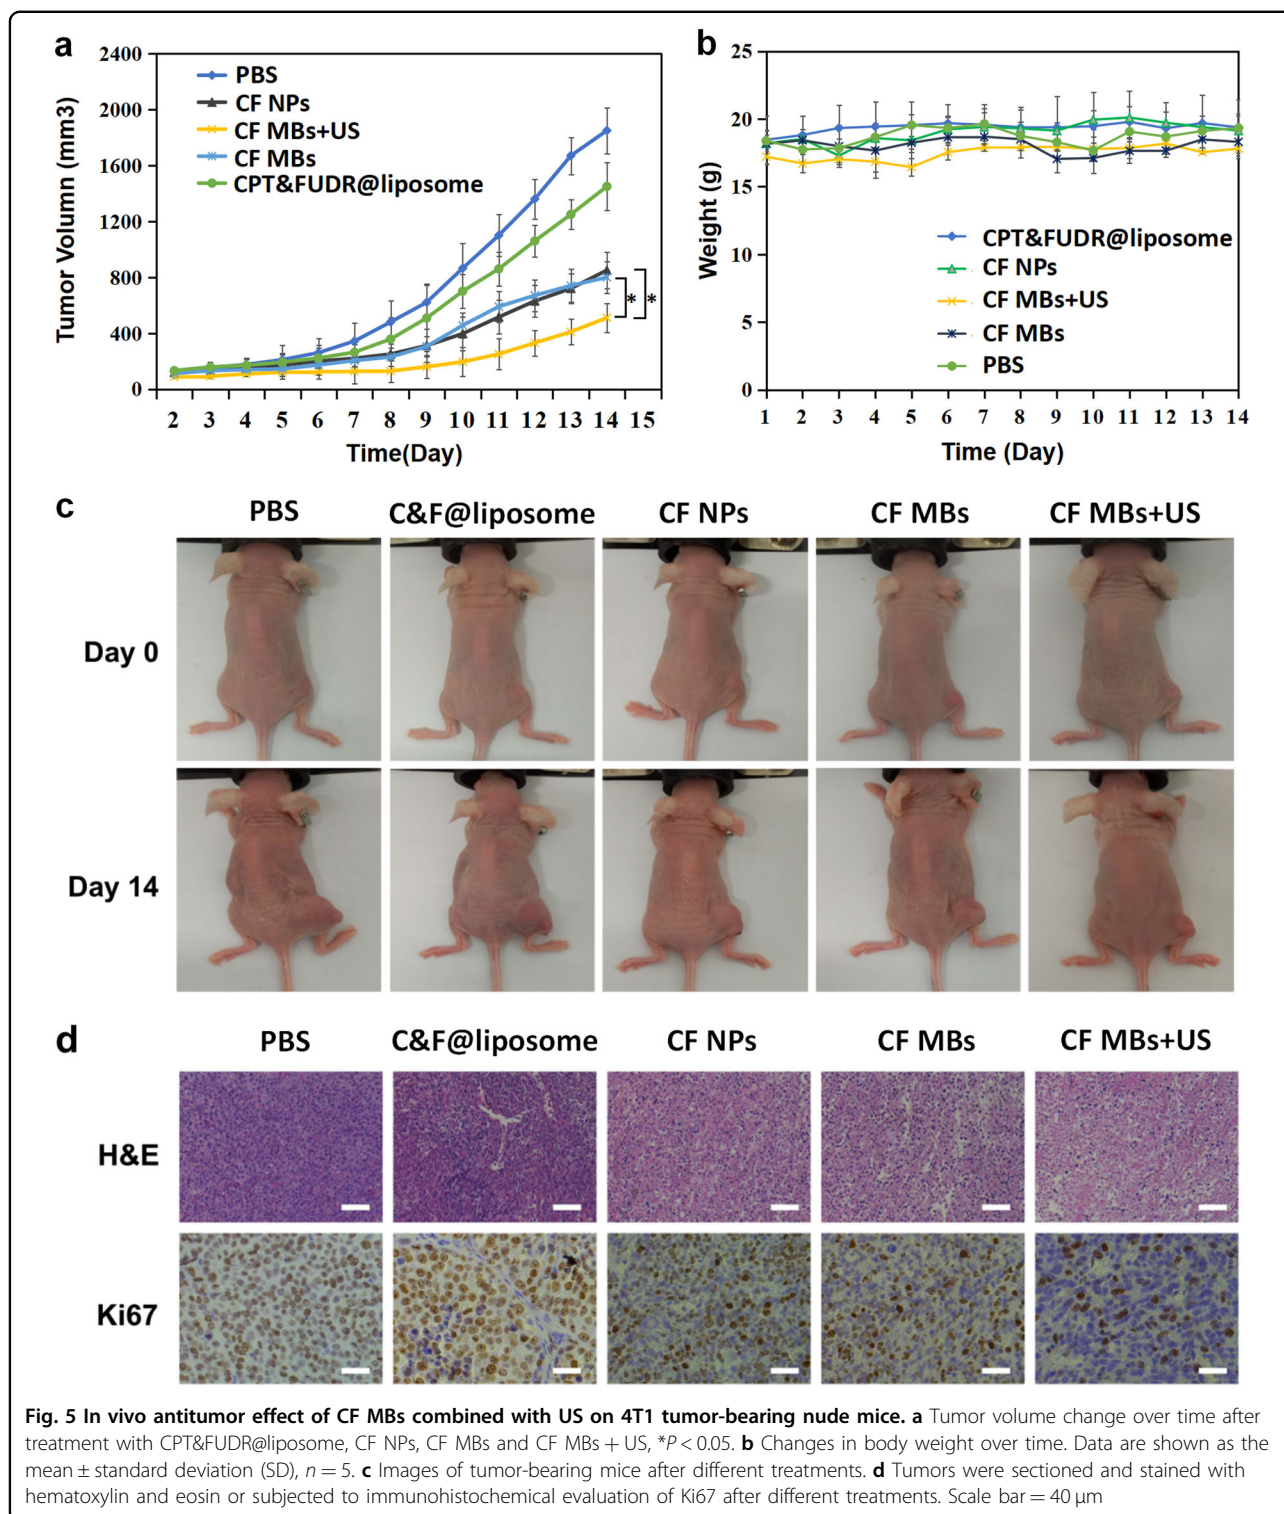 a
2400
2000
1600
1200
800
400
0
Tumor Volumn (mm3)
PBS
CF NPs
CF MBs+US
CF MBs
CPT&FUDR@liposome
* *
2 3 4 5 6 7 8 9 10 11 12 13 14 15
Time(Day)
b
25
20
15
10
5
0
Weight (g)
CPT&FUDR@liposome
CF NPs
CF MBs+US
CF MBs
PBS
1 2 3 4 5 6 7 8 9 10 11 12 13 14
Time (Day)
c
PBS C&F@liposome CF NPs CF MBs CF MBs+US
Day 0
Day 14
d
PBS C&F@liposome CF NPs CF MBs CF MBs+US
H&E
Ki67
Fig. 5 In vivo antitumor effect of CF MBs combined with US on 4T1 tumor-bearing nude mice. a Tumor volume change over time after
treatment with CPT&FUDR@liposome, CF NPs, CF MBs and CF MBs + US, *P < 0.05. b Changes in body weight over time. Data are shown as the
mean ± standard deviation (SD), n = 5. c Images of tumor-bearing mice after different treatments. d Tumors were sectioned and stained with
hematoxylin and eosin or subjected to immunohistochemical evaluation of Ki67 after different treatments. Scale bar = 40 μm